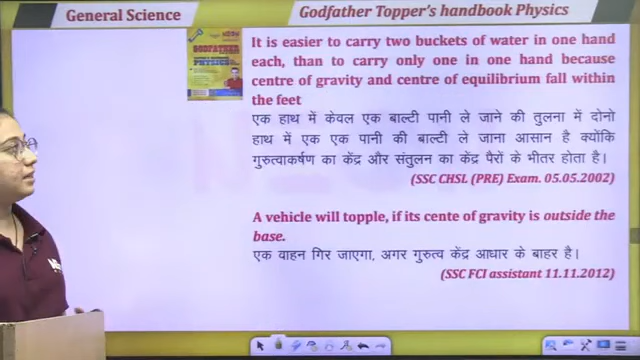 General Science
Godfather Topper's handbook Physics
GODFATHER
PHYSICS
It is easier to carry two buckets of water in one hand
each, than to carry only one in one hand because
centre of gravity and centre of equilibrium fall within
the feet
एक हाथ में केवल एक बाल्टी पानी ले जाने की तुलना में दोनो
हाथ में एक एक पानी की बाल्टी ले जाना आसान है क्योंकि
गुरुत्वाकर्षण का केंद्र और संतुलन का केंद्र पैरों के भीतर होता है।
(SSC CHSL (PRE) Exam. 05.05.2002)
A vehicle will topple, if its cente of gravity is outside the
base.
एक वाहन गिर जाएगा, अगर गुरुत्व केंद्र आधार के बाहर है।
(SSC FCI assistant 11.11.2012)